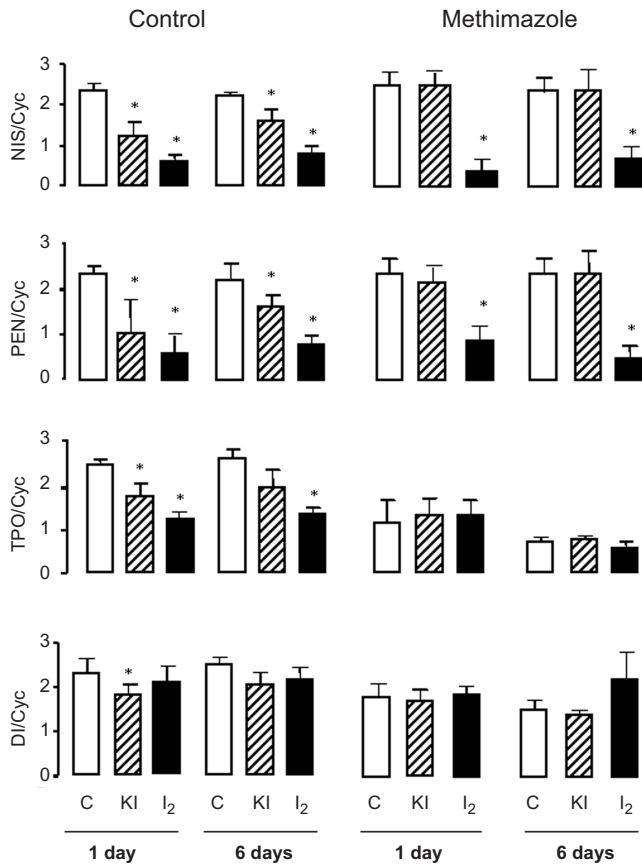 Control Methimazole
NIS/Cyc
3
2
1
0
* * * * * *
PEN/Cyc
3
2
1
0
* * * * * *
TPO/Cyc
3
2
1
0
* * *
DI/Cyc
3
2
1
0
*
C KI I₂ C KI I₂ C KI I₂ C KI I₂
1 day 6 days 1 day 6 days